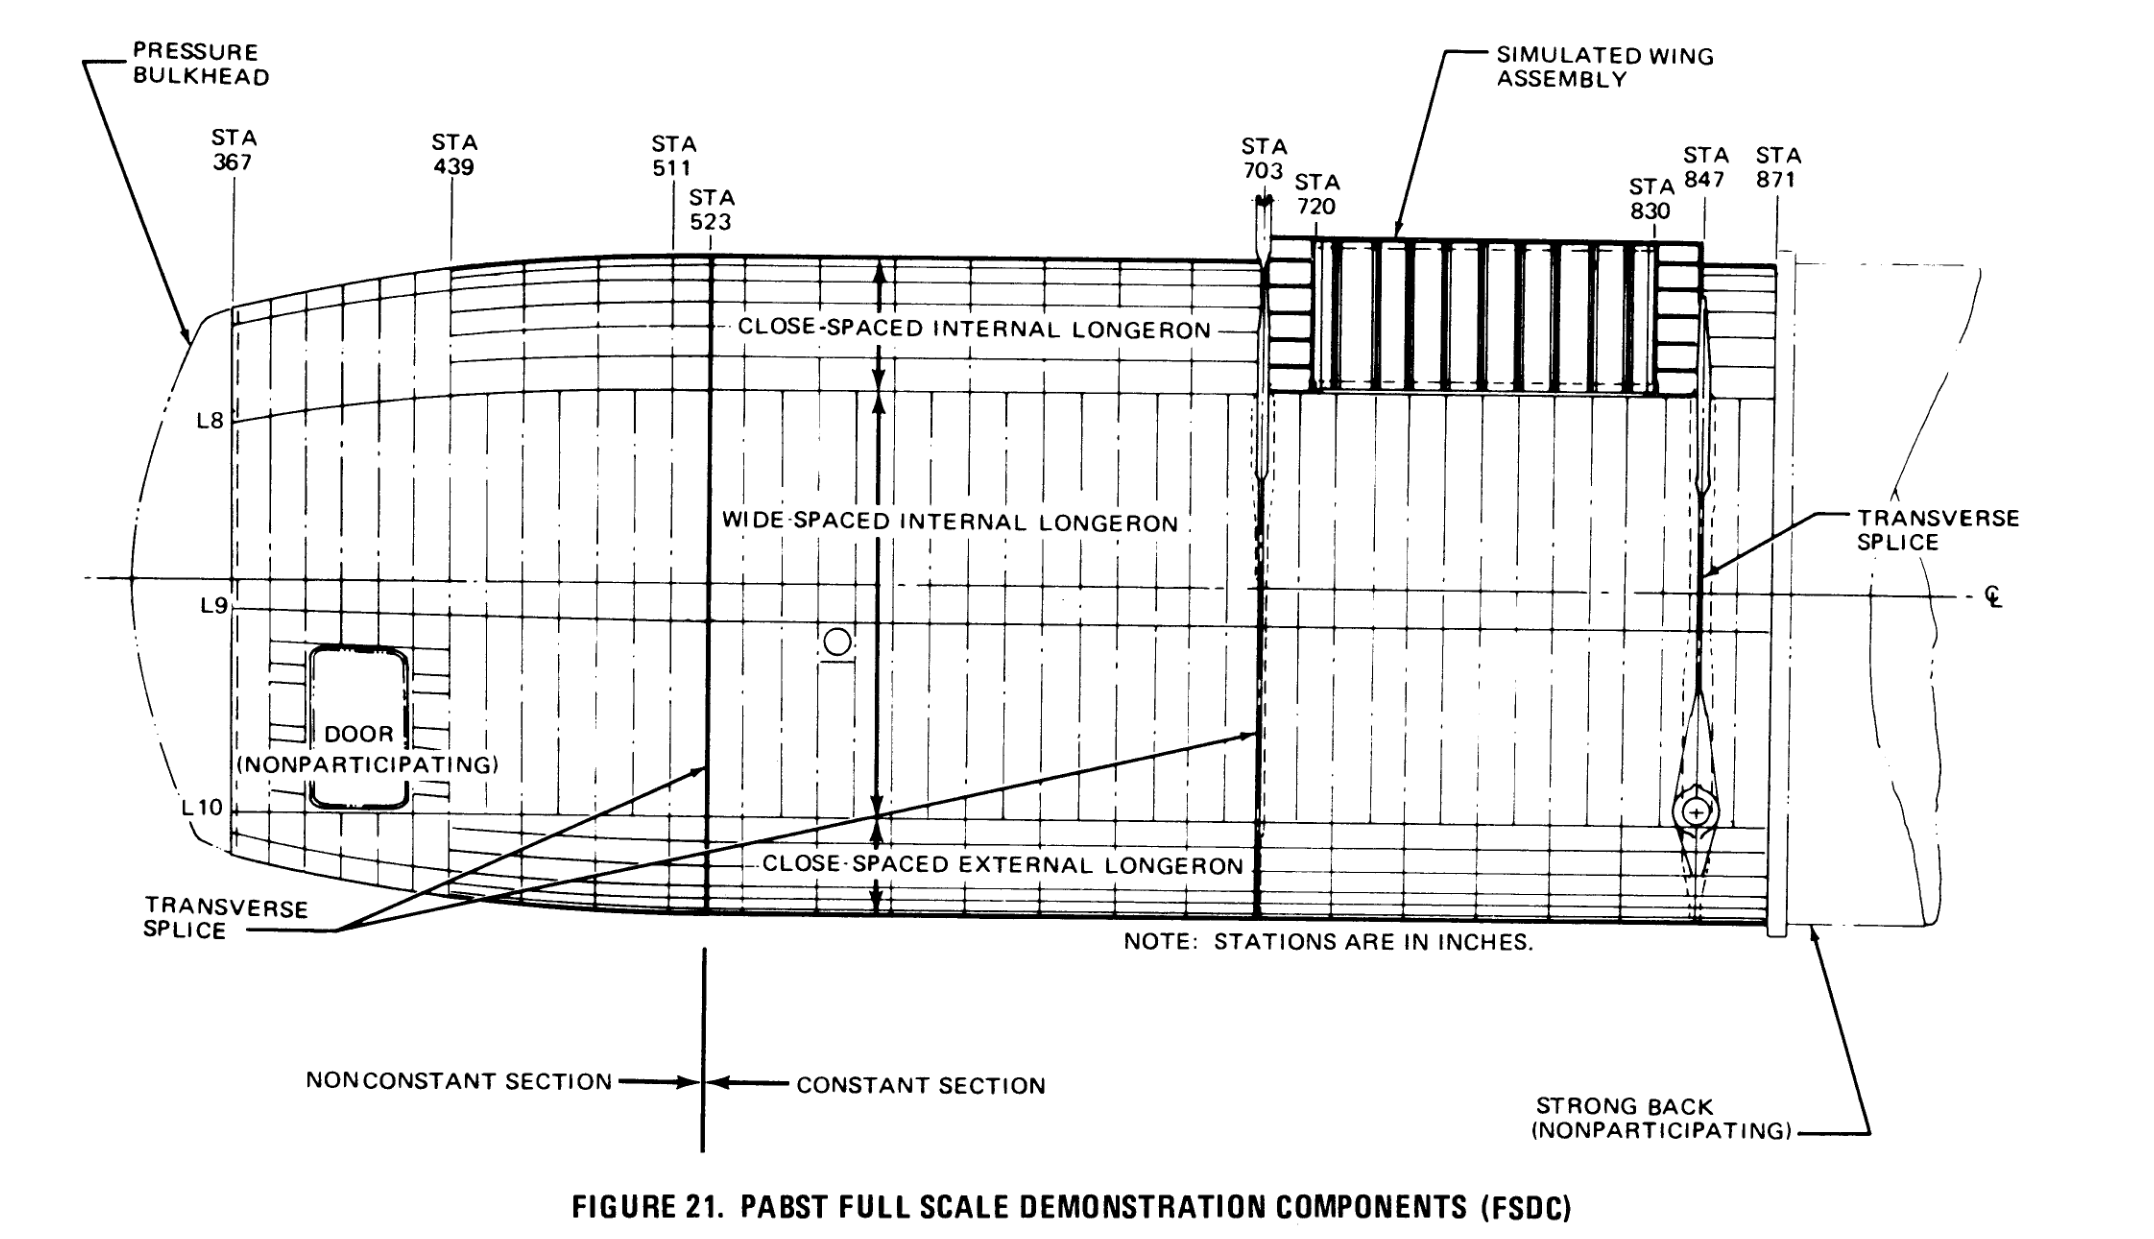 PRESSURE
BULKHEAD
SIMULATED WING
ASSEMBLY
STA
367
STA
439
STA
511
STA
523
STA
703
STA
720
STA
830
STA
847
STA
871
CLOSE-SPACED INTERNAL LONGERON
L8
WIDE-SPACED INTERNAL LONGERON
TRANSVERSE
SPLICE
L9
DOOR
(NONPARTICIPATING)
L10
CLOSE-SPACED EXTERNAL LONGERON
TRANSVERSE
SPLICE
NOTE: STATIONS ARE IN INCHES.
NONCONSTANT SECTION
CONSTANT SECTION
STRONG BACK
(NONPARTICIPATING)
FIGURE 21. PABST FULL SCALE DEMONSTRATION COMPONENTS (FSDC)